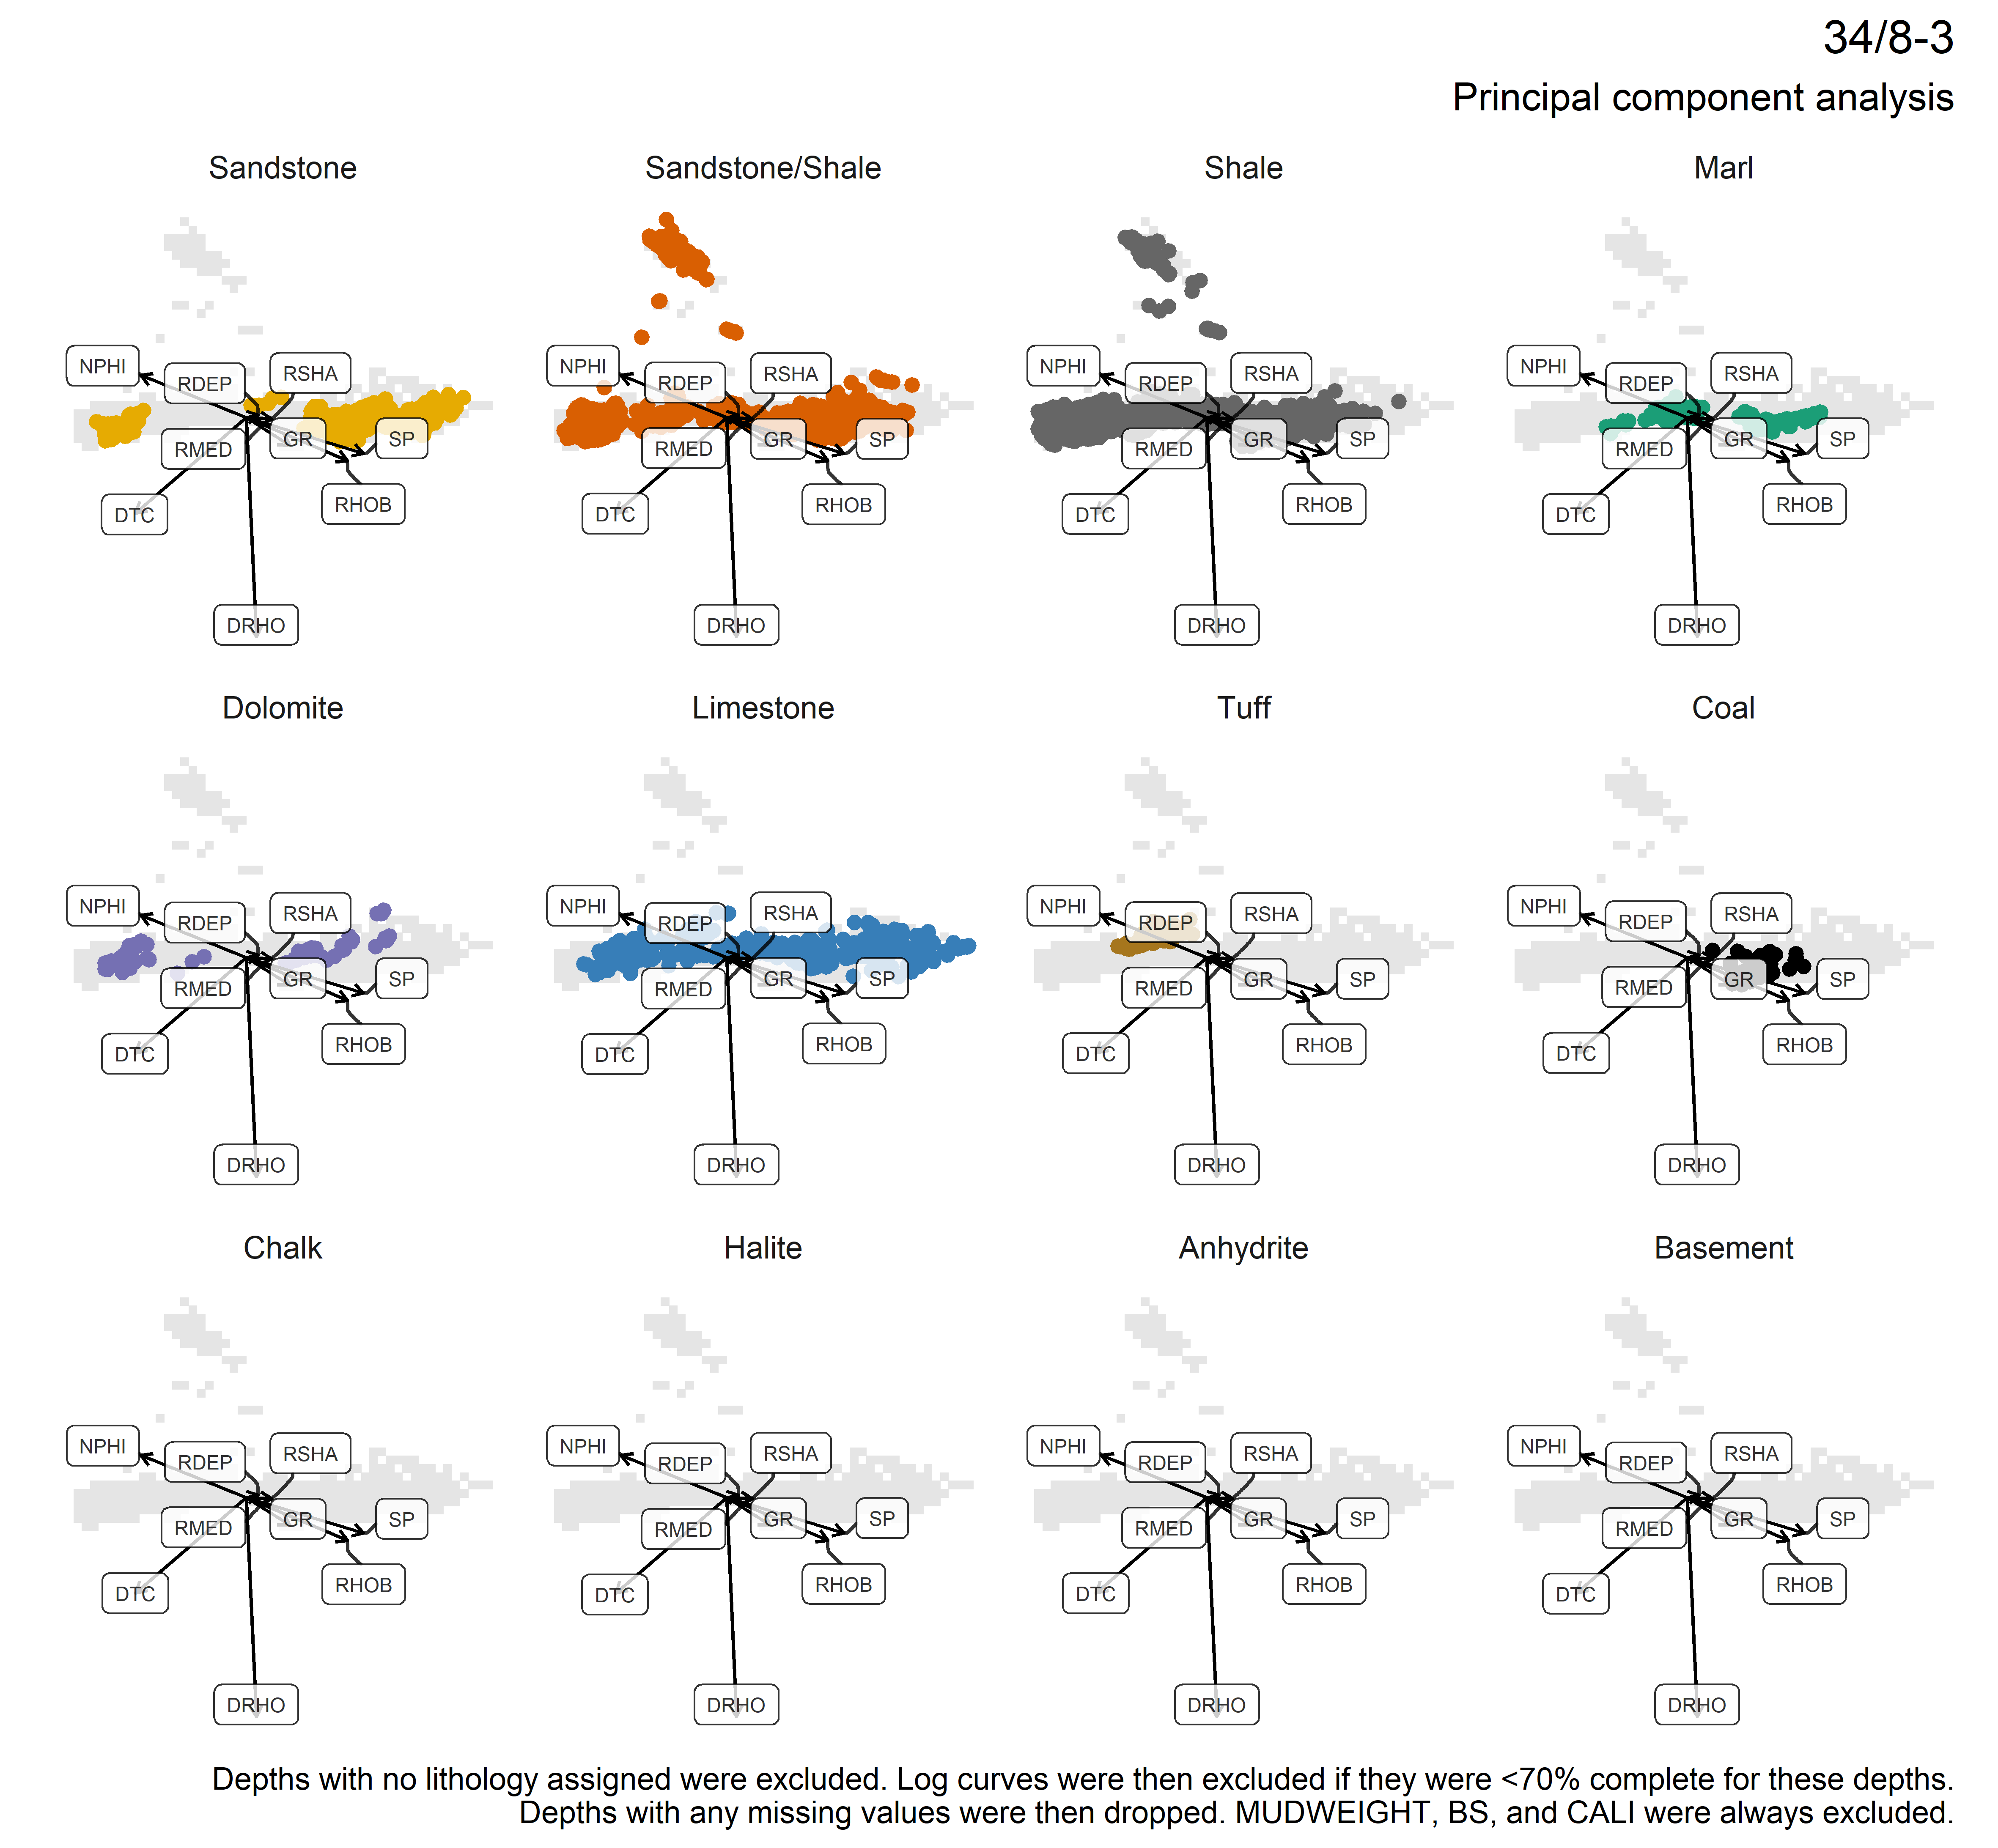 34/8-3
Principal component analysis
Sandstone
Sandstone/Shale
Shale
Marl
NPHI
RDEP
RSHA
RMED
GR
SP
DTC
RHOB
DRHO
NPHI
RDEP
RSHA
RMED
GR
SP
DTC
RHOB
DRHO
NPHI
RDEP
RSHA
RMED
GR
SP
DTC
RHOB
DRHO
NPHI
RDEP
RSHA
RMED
GR
SP
DTC
RHOB
DRHO
Dolomite
Limestone
Tuff
Coal
NPHI
RDEP
RSHA
RMED
GR
SP
DTC
RHOB
DRHO
NPHI
RDEP
RSHA
RMED
GR
SP
DTC
RHOB
DRHO
NPHI
RDEP
RSHA
RMED
GR
SP
DTC
RHOB
DRHO
NPHI
RDEP
RSHA
RMED
GR
SP
DTC
RHOB
DRHO
Chalk
Halite
Anhydrite
Basement
NPHI
RDEP
RSHA
RMED
GR
SP
DTC
RHOB
DRHO
NPHI
RDEP
RSHA
RMED
GR
SP
DTC
RHOB
DRHO
NPHI
RDEP
RSHA
RMED
GR
SP
DTC
RHOB
DRHO
NPHI
RDEP
RSHA
RMED
GR
SP
DTC
RHOB
DRHO
Depths with no lithology assigned were excluded. Log curves were then excluded if they were <70% complete for these depths.
Depths with any missing values were then dropped. MUDWEIGHT, BS, and CALI were always excluded.